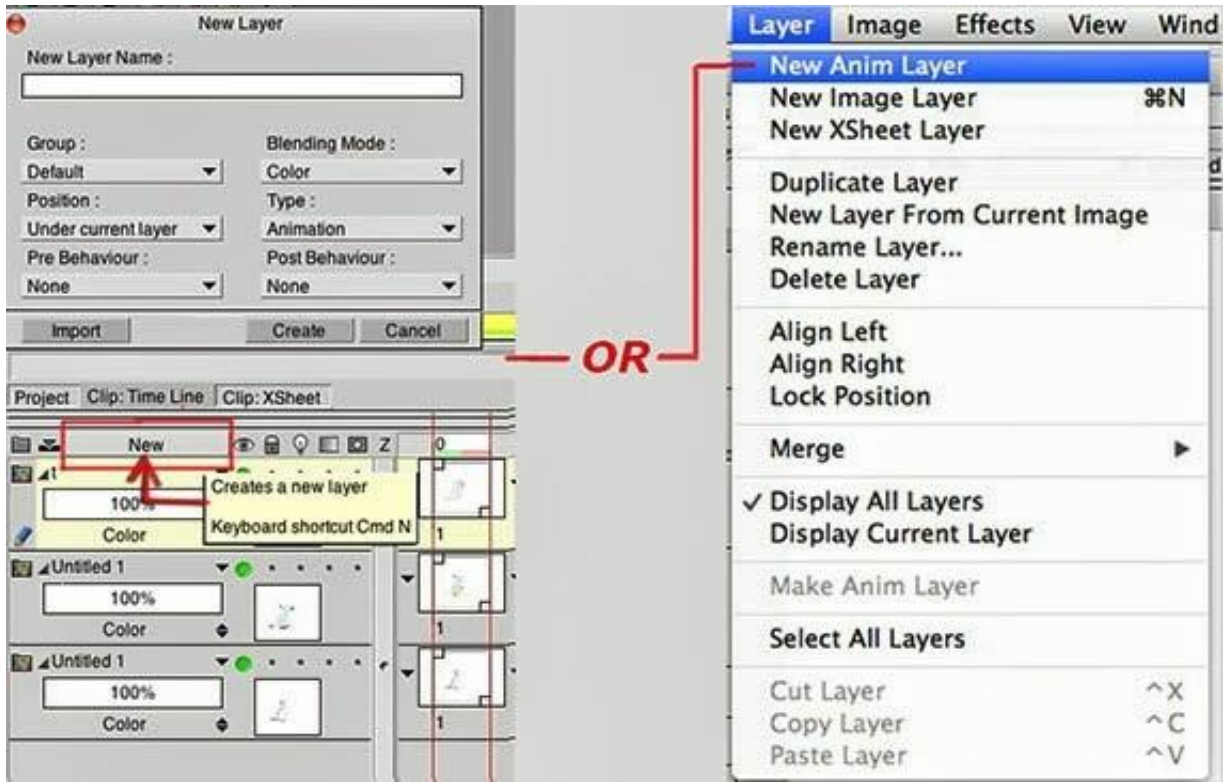 New Layer
New Layer Name :
Group :
Blending Mode :
Default
Color
Position :
Type :
Under current layer
Animation
Pre Behaviour :
Post Behaviour :
None
None
Import
Create
Cancel
Project
Clip: Time Line
Clip: XSheet
New
Z
0
100%
Color
Creates a new layer
Keyboard shortcut Cmd N
1
Untitled 1
100%
Color
1
Untitled 1
100%
Color
1
OR
Layer Image Effects View Wind
New Anim Layer
New Image Layer ⌘N
New XSheet Layer
Duplicate Layer
New Layer From Current Image
Rename Layer...
Delete Layer
Align Left
Align Right
Lock Position
Merge
✓ Display All Layers
Display Current Layer
Make Anim Layer
Select All Layers
Cut Layer ^X
Copy Layer ^C
Paste Layer ^V